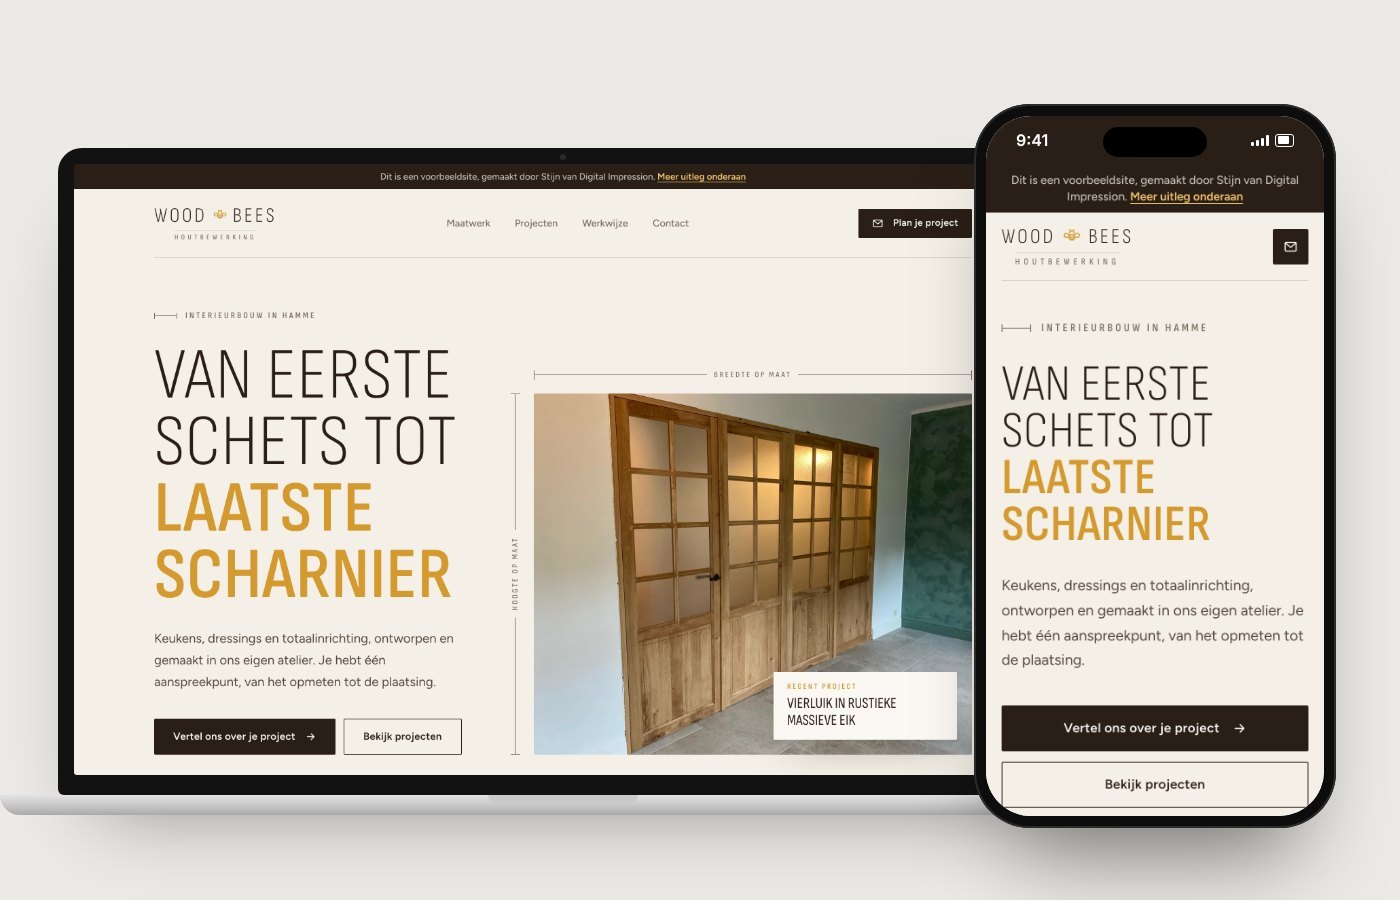 Dit is een voorbeeldsite, gemaakt door Stijn van Digital Impression. Meer uitleg onderaan
WOOD BEES
HOUTBEWERKING
Maatwerk
Projecten
Werkwijze
Contact
Plan je project
INTERIEURBOUW IN HAMME
VAN EERSTE
SCHETS TOT
LAATSTE
SCHARNIER
Keukens, dressings en totaalinrichting, ontworpen en
gemaakt in ons eigen atelier. Je hebt één
aanspreekpunt, van het opmeten tot de plaatsing.
Vertel ons over je project →
Bekijk projecten
BREEDTE OP MAAT
HOOGTE OP MAAT
RECENT PROJECT
VIERLUIK IN RUSTIEKE
MASSIEVE EIK
9:41
Dit is een voorbeeldsite, gemaakt door Stijn van Digital
Impression. Meer uitleg onderaan
WOOD BEES
HOUTBEWERKING
INTERIEURBOUW IN HAMME
VAN EERSTE
SCHETS TOT
LAATSTE
SCHARNIER
Keukens, dressings en totaalinrichting,
ontworpen en gemaakt in ons eigen atelier. Je
hebt één aanspreekpunt, van het opmeten tot
de plaatsing.
Vertel ons over je project →
Bekijk projecten